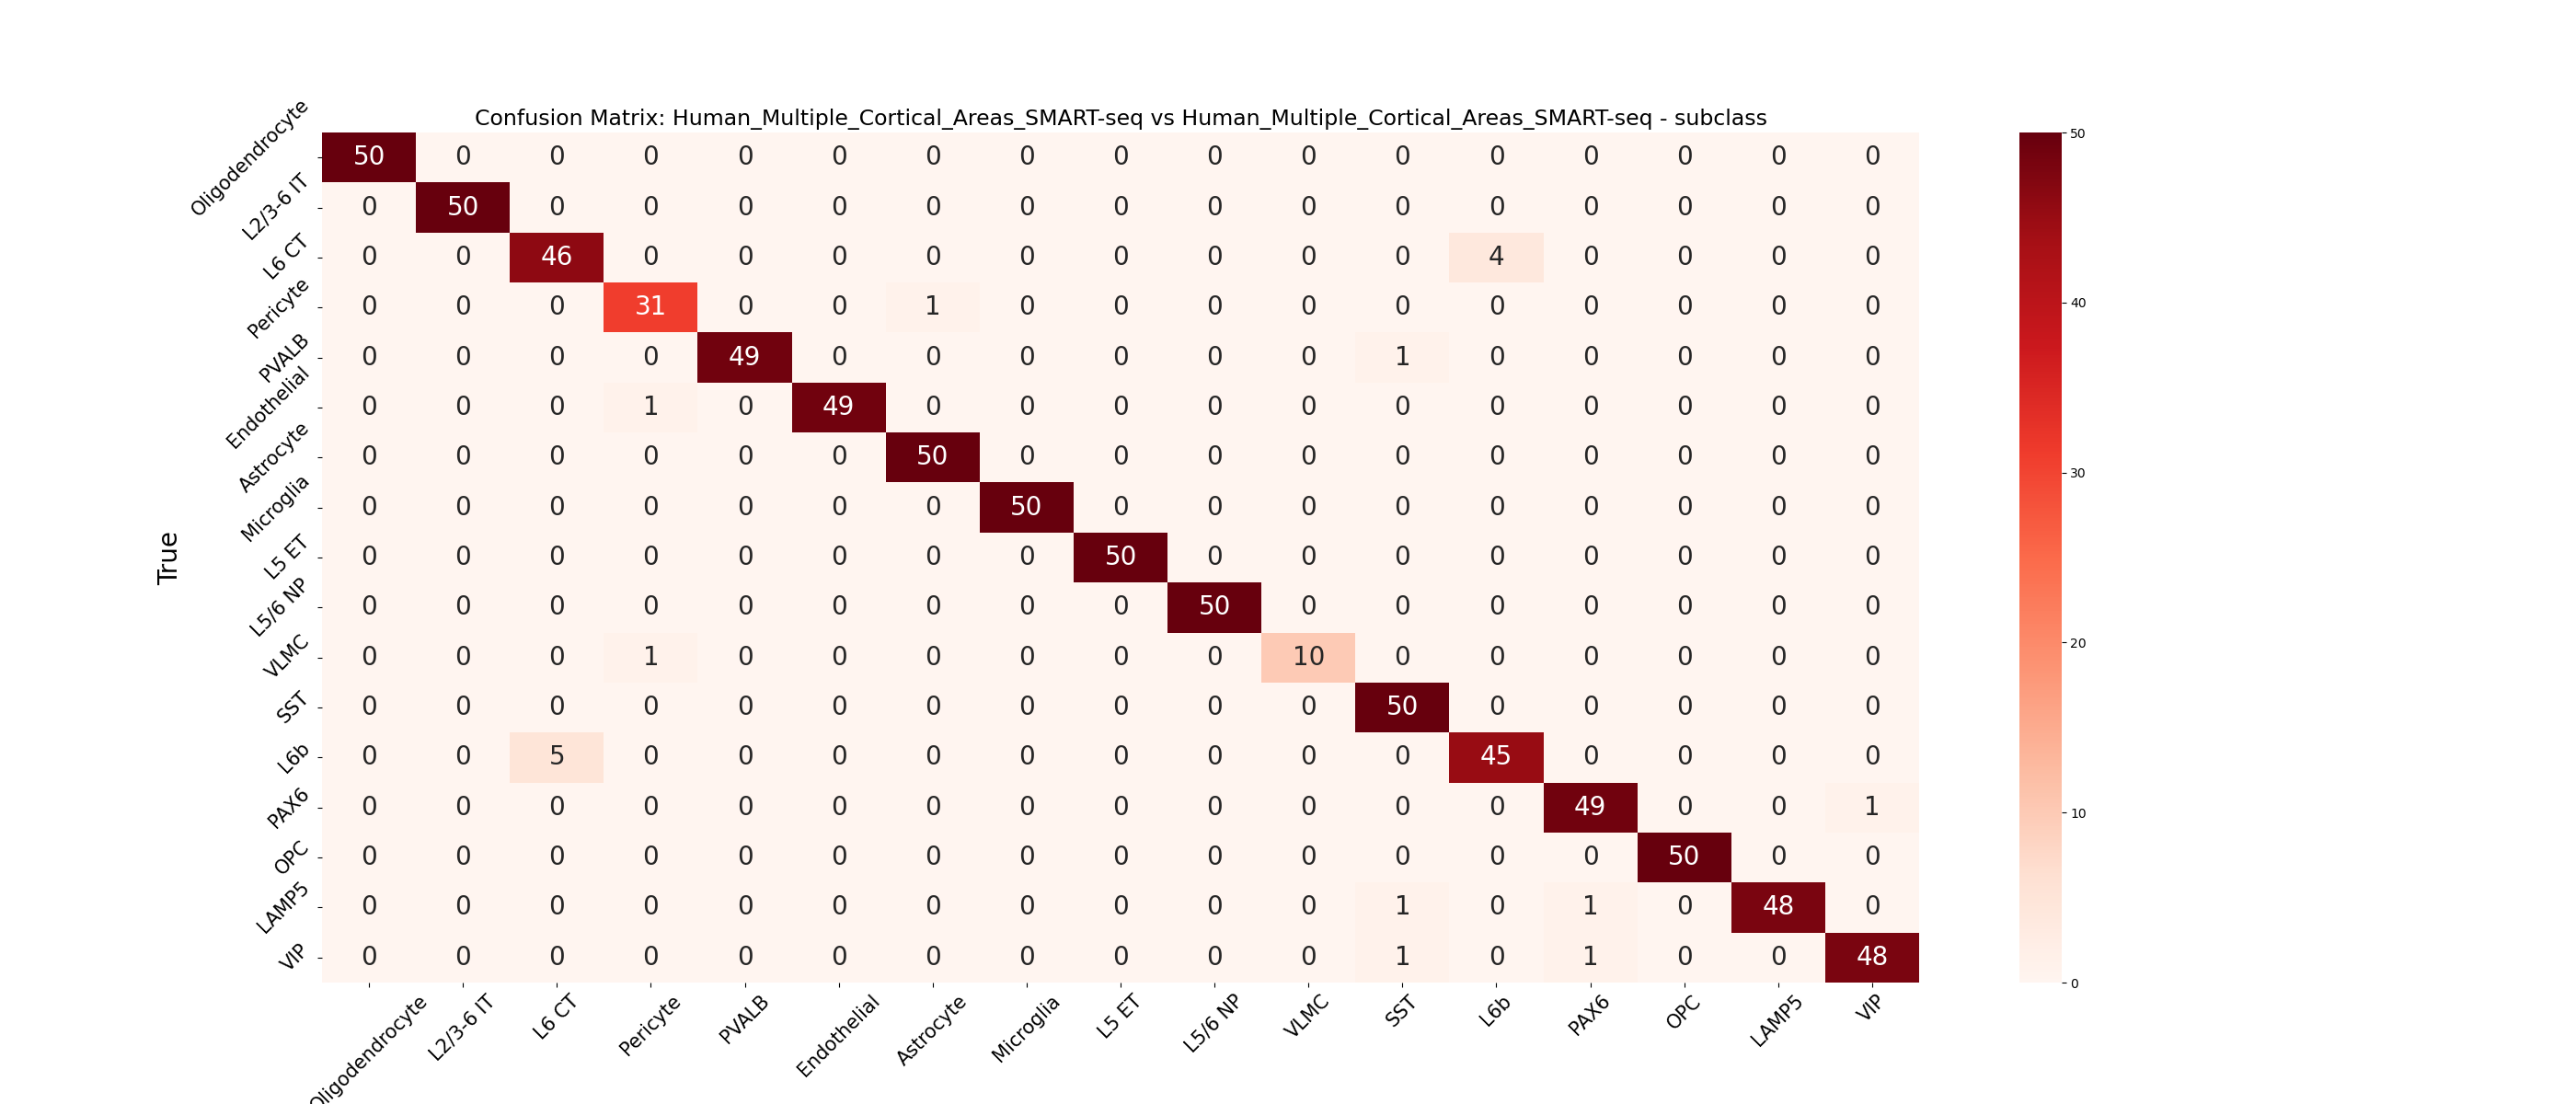 Confusion Matrix: Human_Multiple_Cortical_Areas_SMART-seq vs Human_Multiple_Cortical_Areas_SMART-seq - subclass
True
Oligodendrocyte 50 0 0 0 0 0 0 0 0 0 0 0 0 0 0 0 0
L2/3-6 IT 0 50 0 0 0 0 0 0 0 0 0 0 0 0 0 0 0
L6 CT 0 0 46 0 0 0 0 0 0 0 0 0 4 0 0 0 0
Pericyte 0 0 0 31 0 0 1 0 0 0 0 0 0 0 0 0 0
PVALB 0 0 0 0 49 0 0 0 0 0 0 1 0 0 0 0 0
Endothelial 0 0 0 1 0 49 0 0 0 0 0 0 0 0 0 0 0
Astrocyte 0 0 0 0 0 0 50 0 0 0 0 0 0 0 0 0 0
Microglia 0 0 0 0 0 0 0 50 0 0 0 0 0 0 0 0 0
L5 ET 0 0 0 0 0 0 0 0 50 0 0 0 0 0 0 0 0
L5/6 NP 0 0 0 0 0 0 0 0 0 50 0 0 0 0 0 0 0
VLMC 0 0 0 1 0 0 0 0 0 0 10 0 0 0 0 0 0
SST 0 0 0 0 0 0 0 0 0 0 0 50 0 0 0 0 0
L6b 0 0 5 0 0 0 0 0 0 0 0 0 45 0 0 0 0
PAX6 0 0 0 0 0 0 0 0 0 0 0 0 0 49 0 0 1
OPC 0 0 0 0 0 0 0 0 0 0 0 0 0 0 50 0 0
LAMP5 0 0 0 0 0 0 0 0 0 0 0 1 0 1 0 48 0
VIP 0 0 0 0 0 0 0 0 0 0 0 1 0 1 0 0 48
Oligodendrocyte L2/3-6 IT L6 CT Pericyte PVALB Endothelial Astrocyte Microglia L5 ET L5/6 NP VLMC SST L6b PAX6 OPC LAMP5 VIP
50
40
30
20
10
0